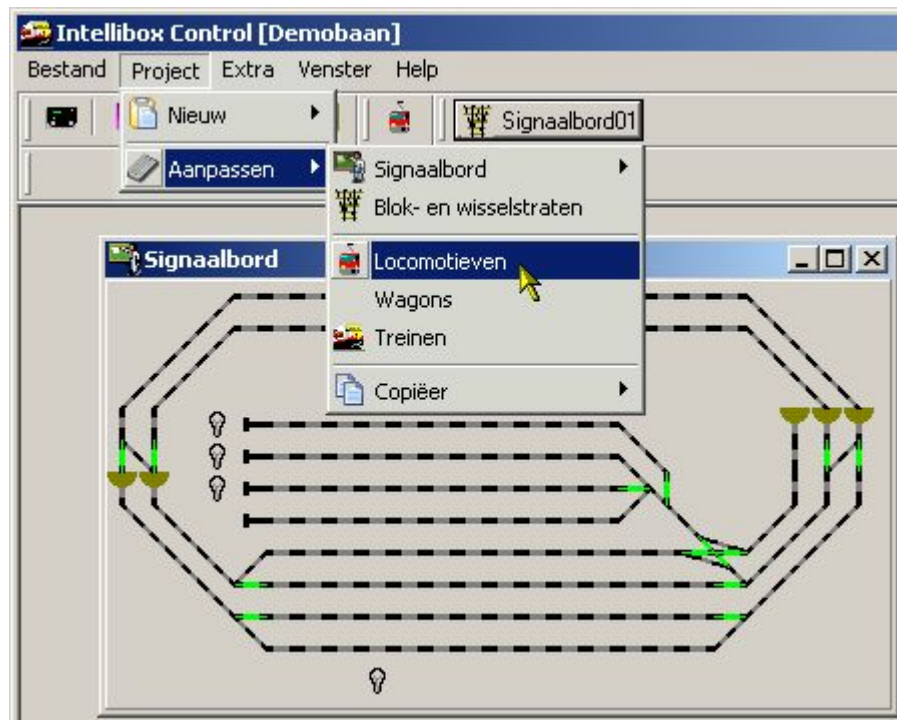 Intellibox Control [Demobaan]
Bestand Project Extra Venster Help
Nieuw
Signaalbord01
Aanpassen
Signaalbord
Blok- en wisselstraten
Signaalbord
Locomotieven
Wagons
Treinen
Copiëer